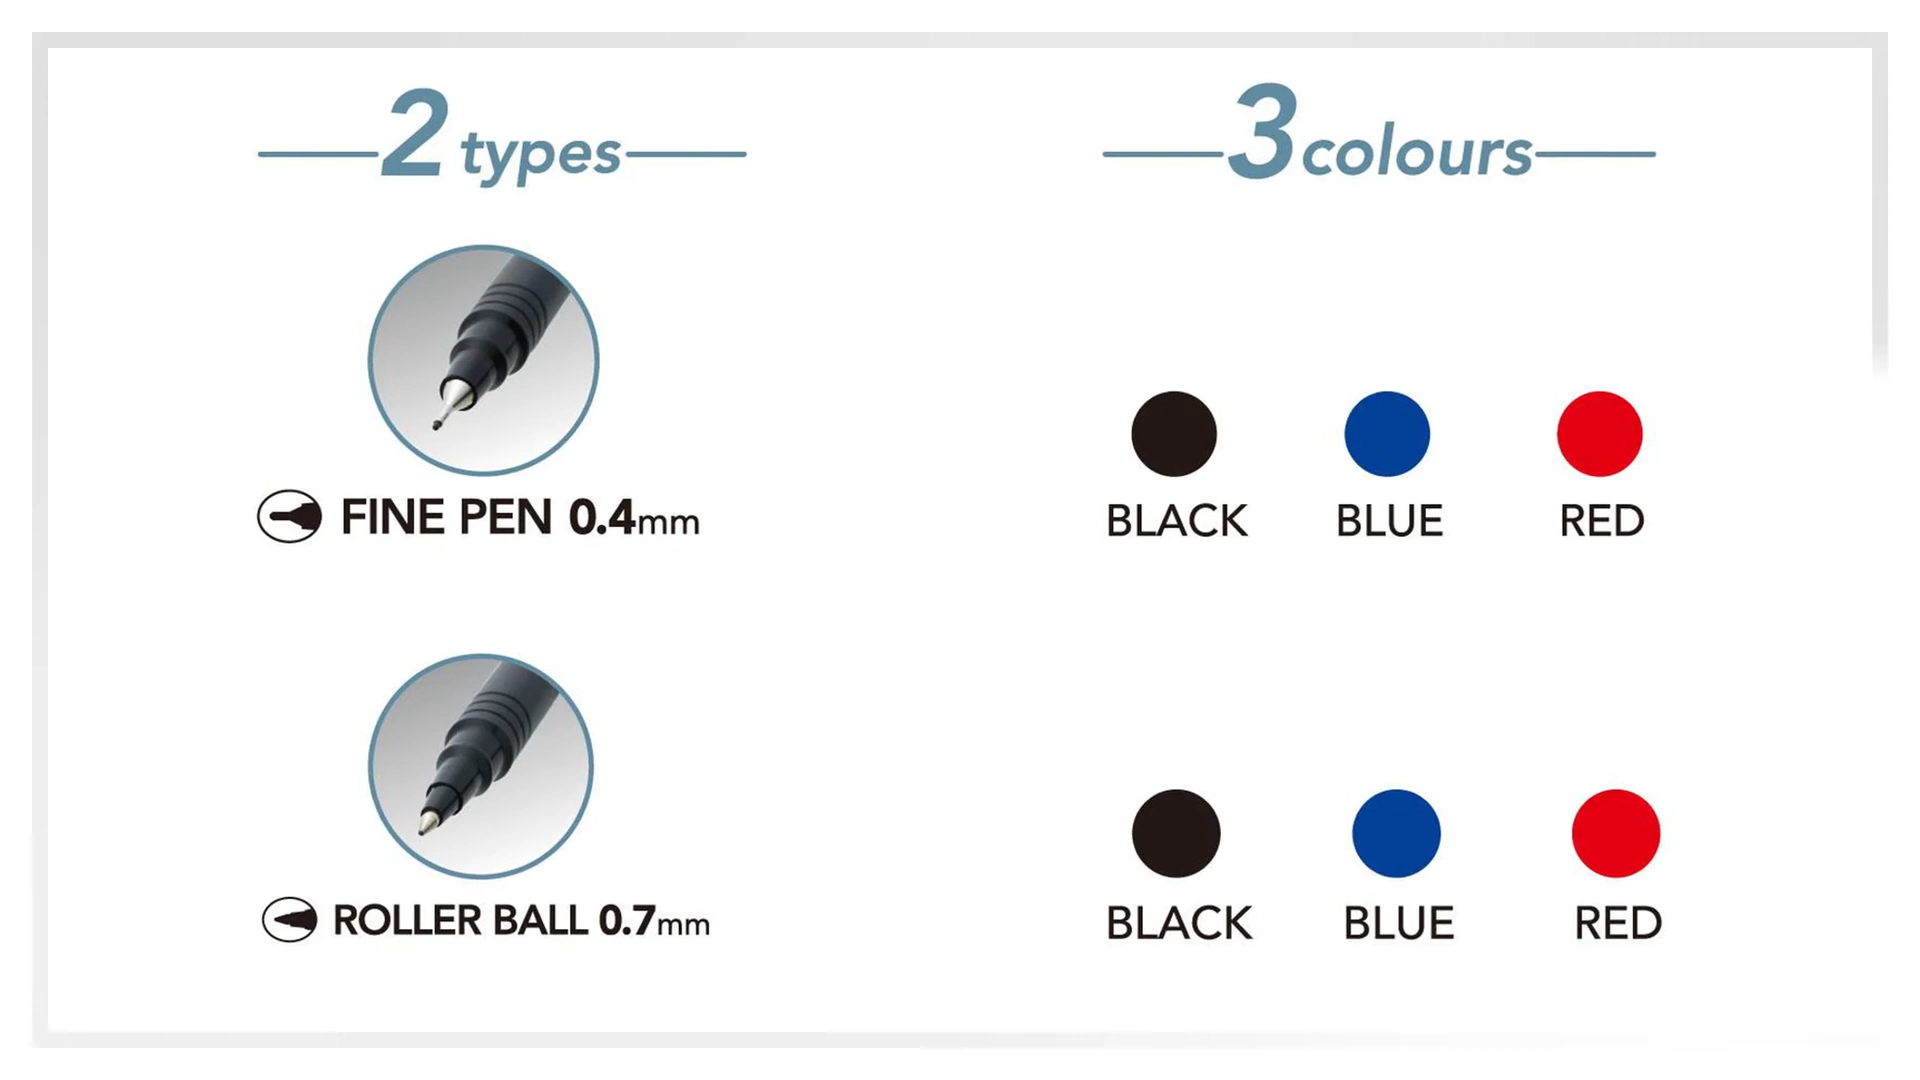 2 types
3 colours
FINE PEN 0.4mm
BLACK
BLUE
RED
ROLLER BALL 0.7mm
BLACK
BLUE
RED